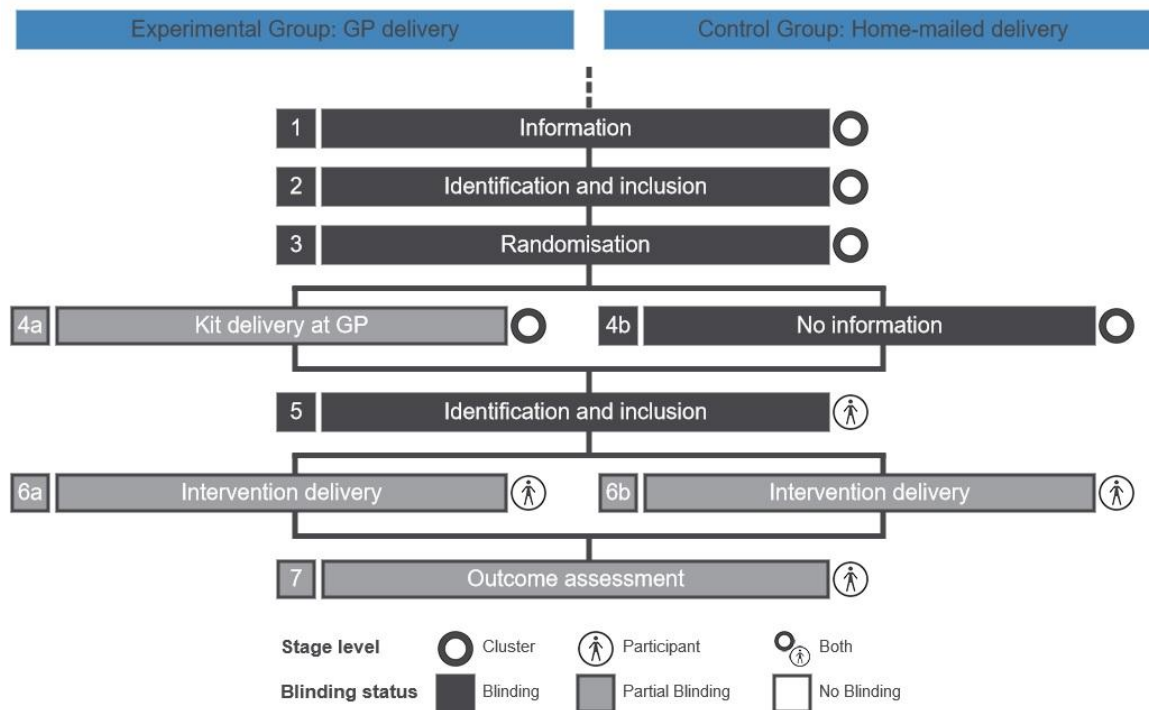 Experimental Group: GP delivery
Control Group: Home-mailed delivery
1 Information
2 Identification and inclusion
3 Randomisation
4a Kit delivery at GP
4b No information
5 Identification and inclusion
6a Intervention delivery
6b Intervention delivery
7 Outcome assessment
Stage level Cluster Participant Both
Blinding status Blinding Partial Blinding No Blinding